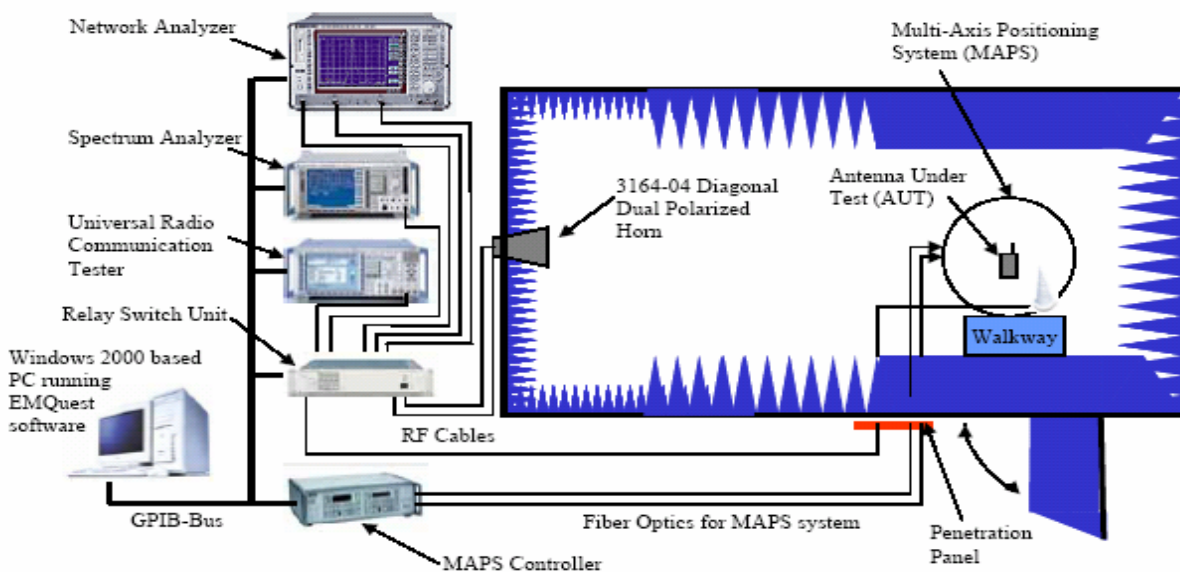 Network Analyzer
Multi-Axis Positioning
System (MAPS)
Spectrum Analyzer
3164-04 Diagonal
Dual Polarized
Horn
Antenna Under
Test (AUT)
Universal Radio
Communication
Tester
Relay Switch Unit
Walkway
Windows 2000 based
PC running
EMQuest
software
RF Cables
GPIB-Bus
Fiber Optics for MAPS system
Penetration
Panel
MAPS Controller